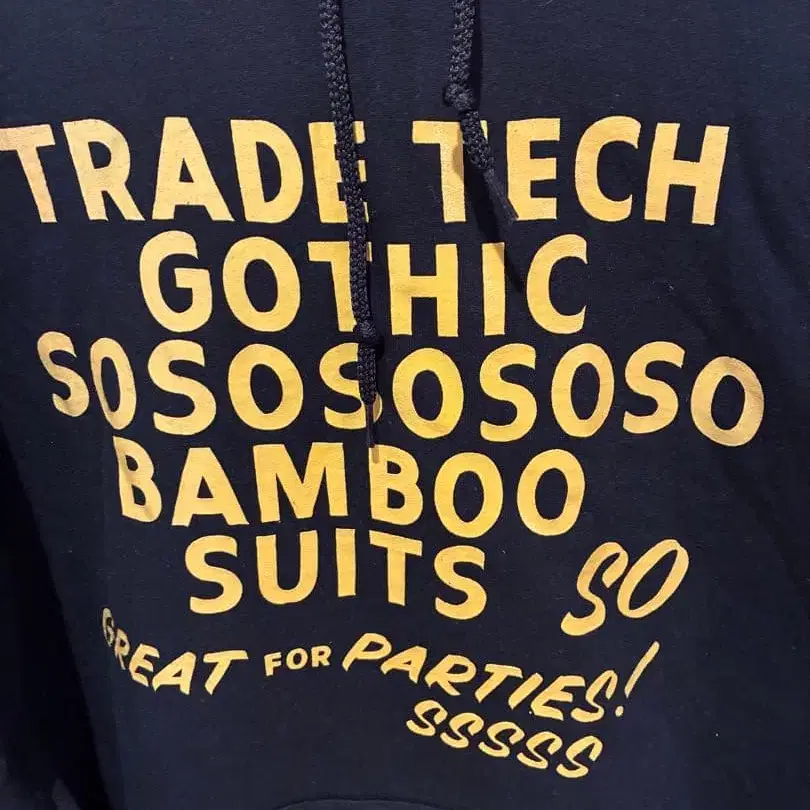 TRADE TECH
GOTHIC
SOSOSOSOSO
BAMBOO
SUITS
SO
GREAT FOR PARTIES!
SSSSS